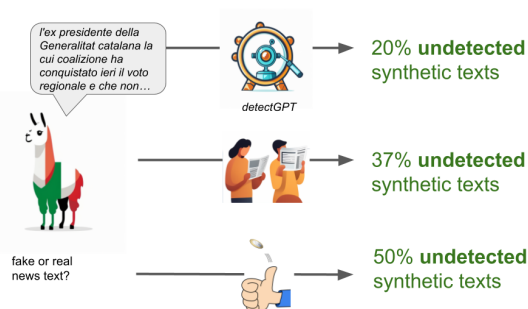 l'ex presidente della
Generalitat catalana la
cui coalizione ha
conquistato ieri il voto
regionale e che non…
detectGPT
20% undetected
synthetic texts
37% undetected
synthetic texts
fake or real
news text?
50% undetected
synthetic texts